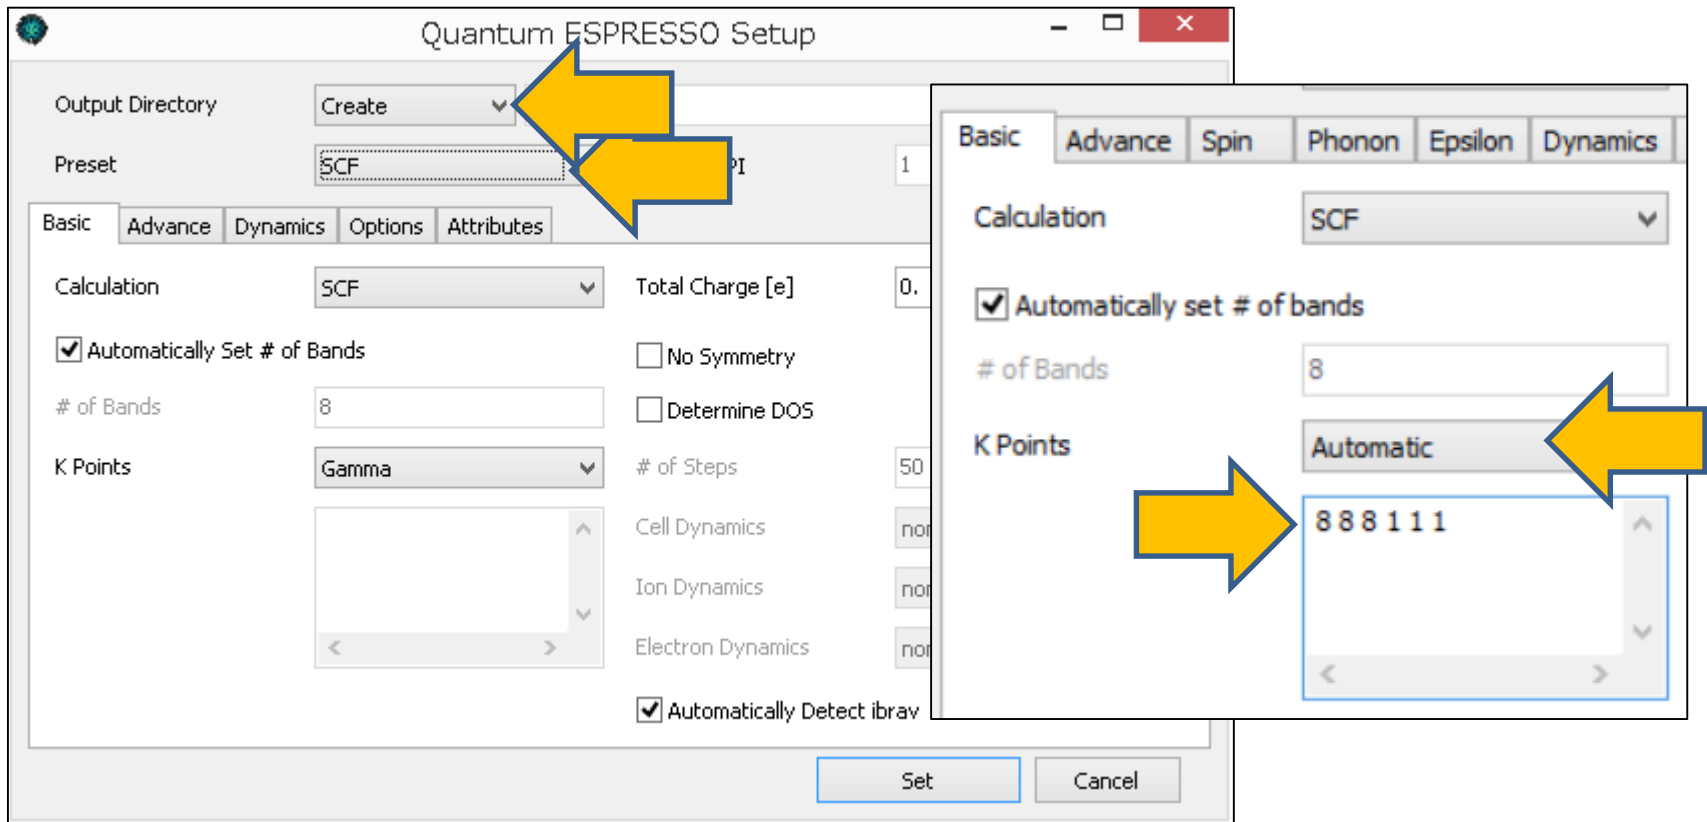 Quantum ESPRESSO Setup
Output Directory
Create
Preset
SCF
1
Basic
Advance
Dynamics
Options
Attributes
Calculation
SCF
Total Charge [e]
0.
Automatically Set # of Bands
No Symmetry
# of Bands
8
Determine DOS
K Points
Gamma
# of Steps
50
Cell Dynamics
Ion Dynamics
Electron Dynamics
Automatically Detect ibrav
Set
Cancel
Basic
Advance
Spin
Phonon
Epsilon
Dynamics
Calculation
SCF
Automatically set # of bands
# of Bands
8
K Points
Automatic
8 8 8 1 1 1